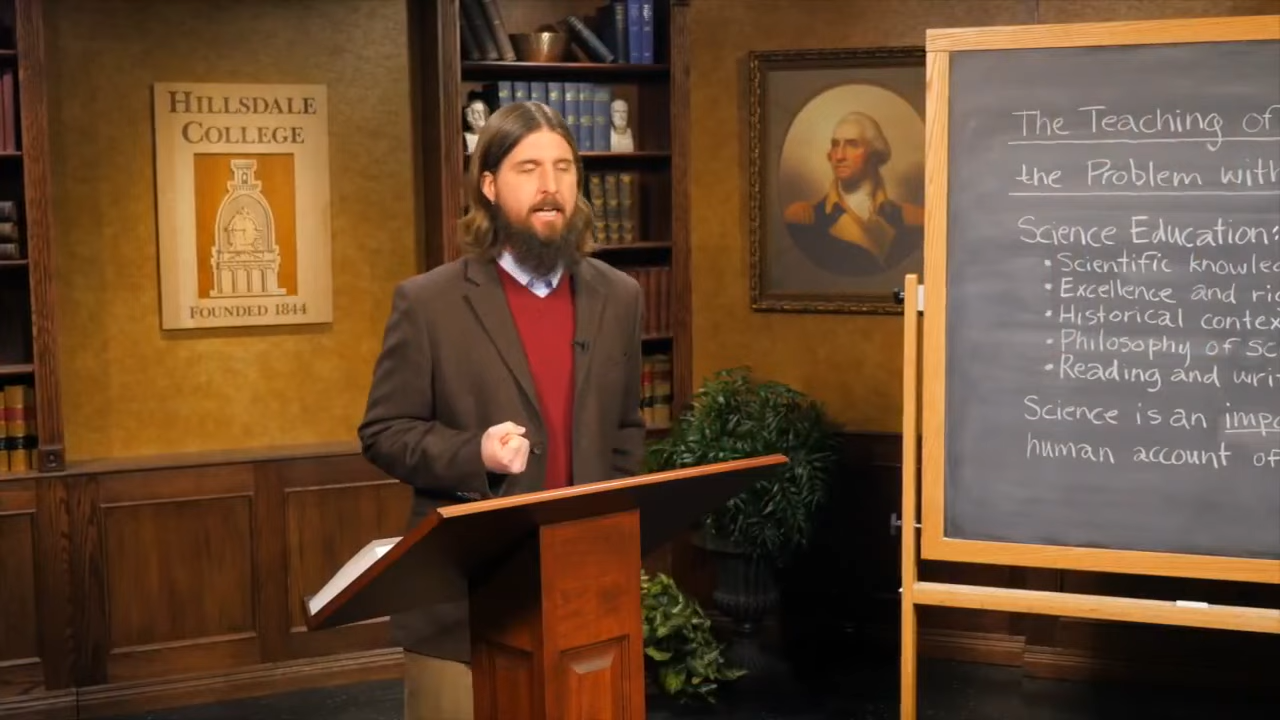 HILLSDALE
COLLEGE
FOUNDED 1844
The Teaching of
the Problem with
Science Education:
• Scientific
• Excellence and
• Historical
• Philosophy of
• Reading and
Science is an
human account of